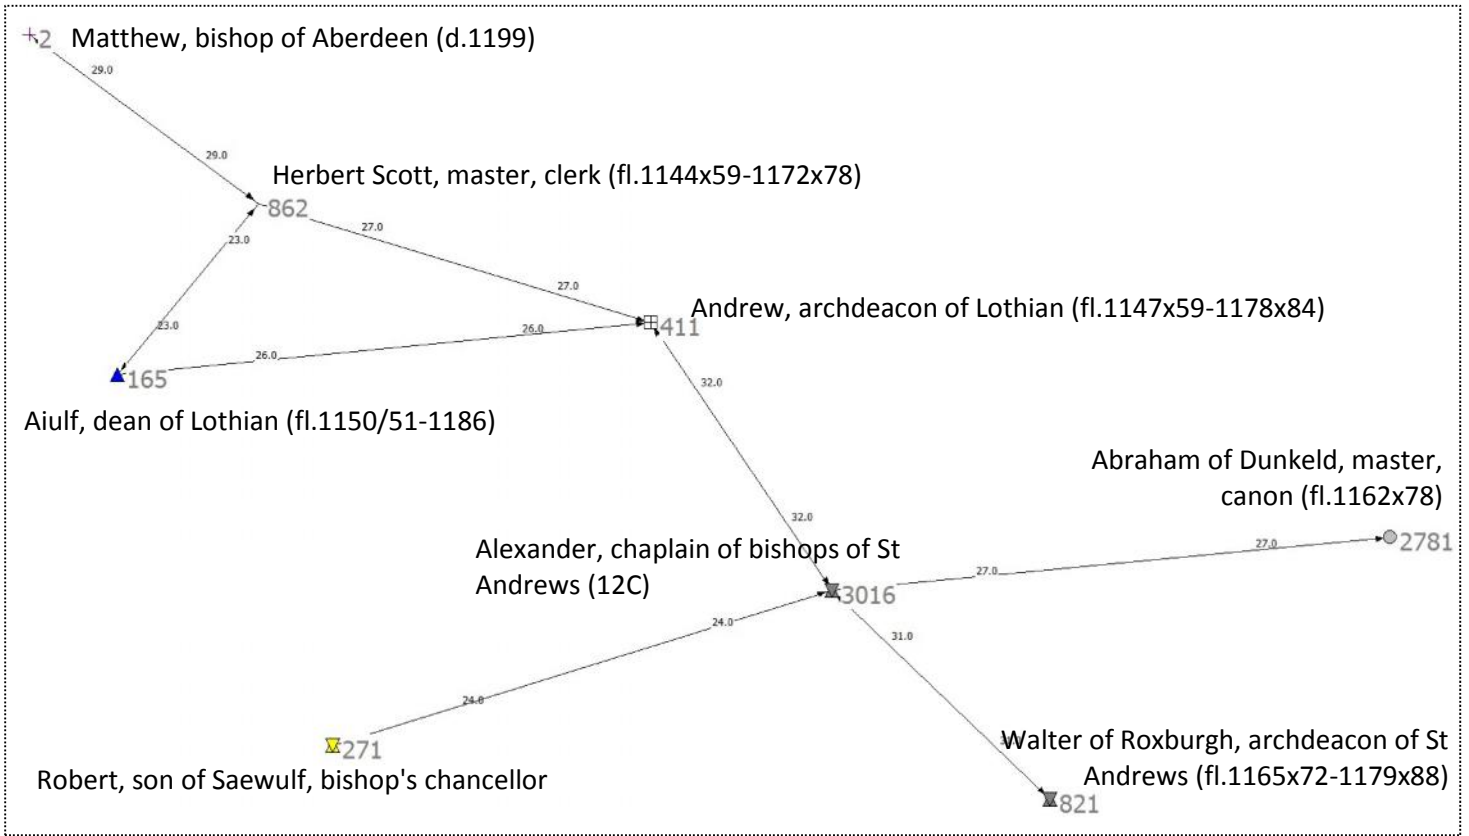 2 Matthew, bishop of Aberdeen (d.1199)
29.0
29.0
Herbert Scott, master, clerk (fl.1144x59-1172x78)
862
27.0
23.0
27.0
Andrew, archdeacon of Lothian (fl.1147x59-1178x84)
411
23.0
26.0
26.0
165
32.0
Aiulf, dean of Lothian (fl.1150/51-1186)
Abraham of Dunkeld, master,
canon (fl.1162x78)
32.0
27.0
2781
Alexander, chaplain of bishops of St
Andrews (12C)
27.0
3016
24.0
31.0
24.0
271
Walter of Roxburgh, archdeacon of St
Andrews (fl.1165x72-1179x88)
Robert, son of Saewulf, bishop's chancellor
821